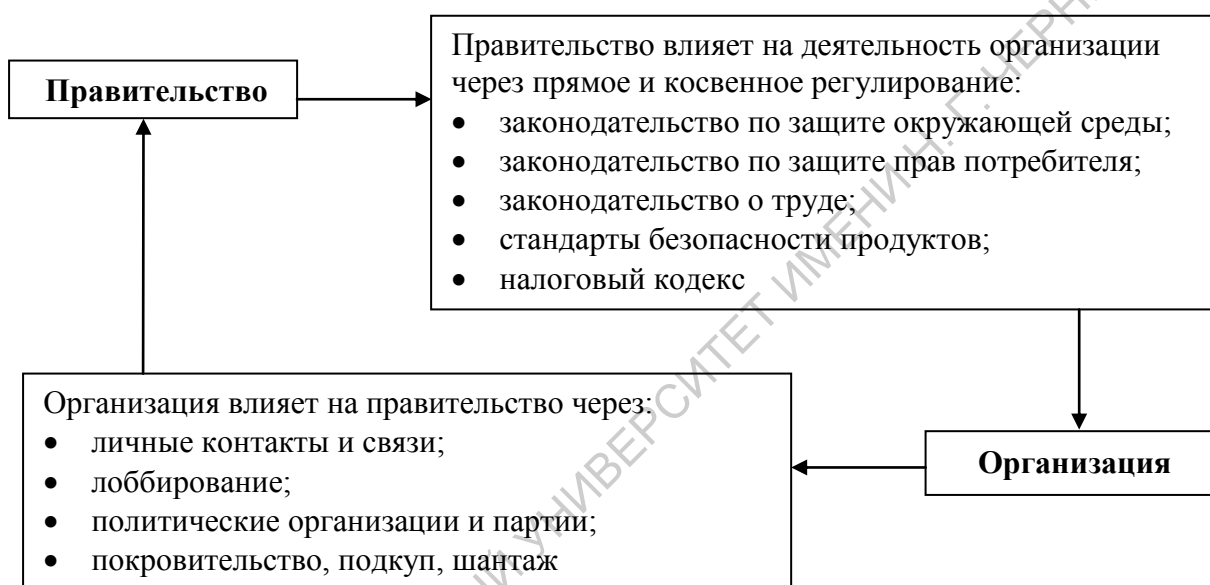 Правительство
Правительство влияет на деятельность организации
через прямое и косвенное регулирование:
• законодательство по защите окружающей среды;
• законодательство по защите прав потребителя;
• законодательство о труде;
• стандарты безопасности продуктов;
• налоговый кодекс
Организация влияет на правительство через:
• личные контакты и связи;
• лоббирование;
• политические организации и партии;
• покровительство, подкуп, шантаж
Организация
УНИВЕРСИТЕТ ИМЕНИ Н. Г.